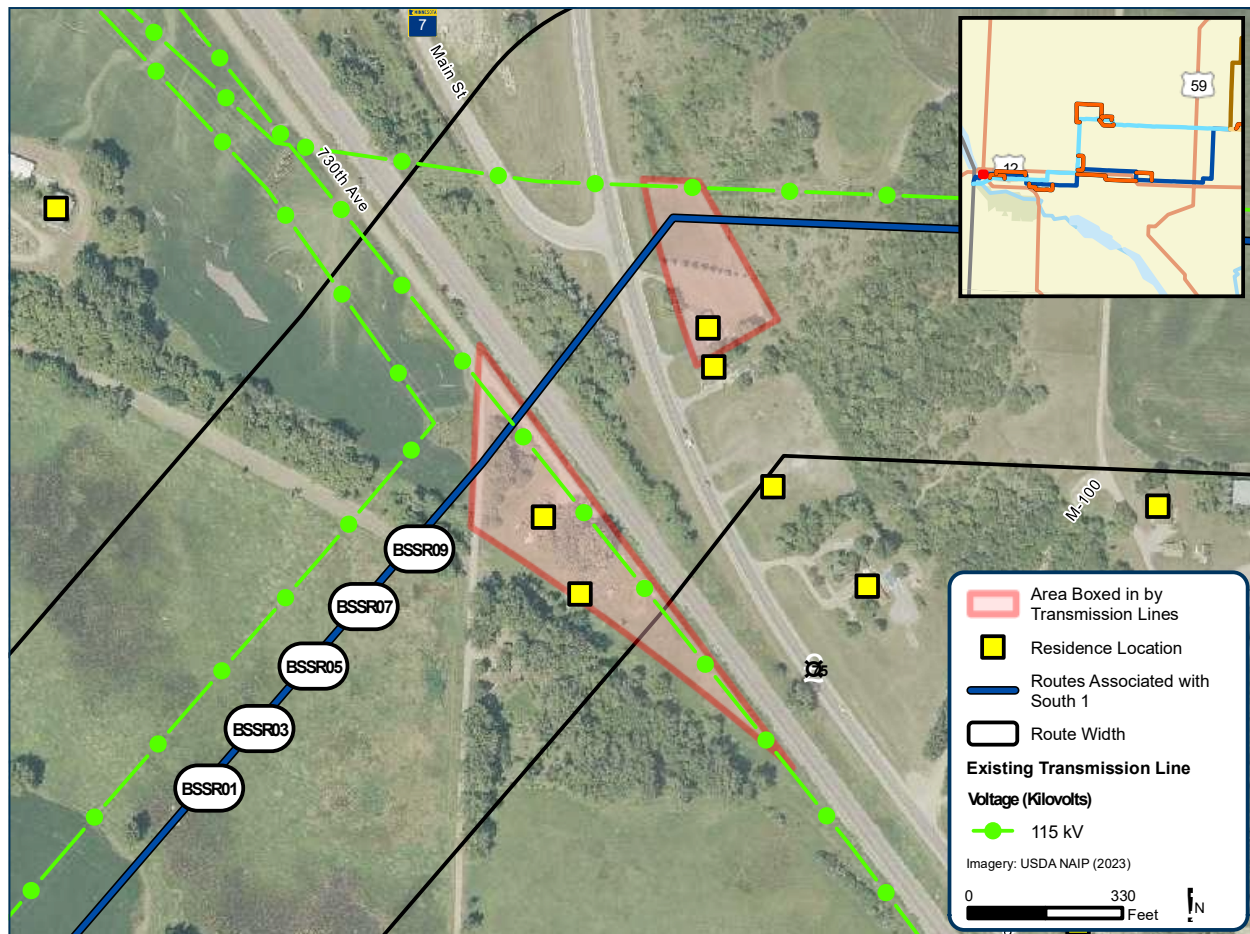 MINNESOTA
7
Main St
59
730th Ave
12
M-100
BSSR09
BSSR07
BSSR05
BSSR03
BSSR01
Area Boxed in by
Transmission Lines
Residence Location
Routes Associated with
South 1
Route Width
Existing Transmission Line
Voltage (Kilovolts)
115 kV
Imagery: USDA NAIP (2023)
0 330
Feet
N